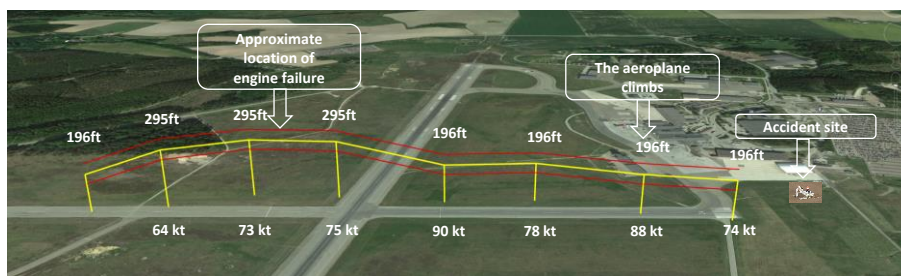 Approximate
location of
engine failure
The aeroplane
climbs
Accident site
196ft
295ft
295ft
295ft
196ft
196ft
196ft
196ft
64 kt
73 kt
75 kt
90 kt
78 kt
88 kt
74 kt